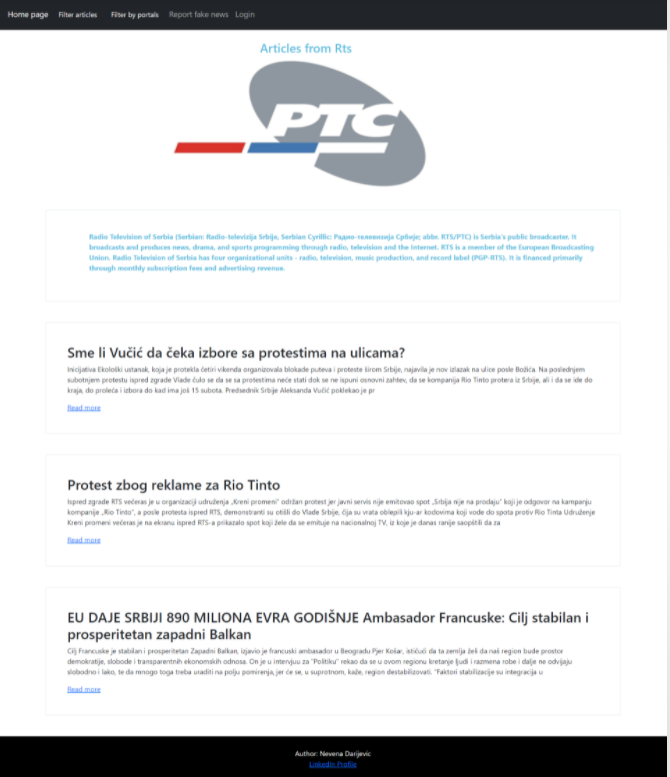 Home page Filter articles Filter by portals Report fake news Login
Articles from Rts
РТС
Radio Television of Serbia (Serbian: Radio-televizija Srbije, Serbian Cyrillic: Радио-телевизија Србије; abbr. RTS/PTC) is Serbia's public broadcaster. It
broadcasts and produces news, drama, and sports programming through radio, television and the Internet. RTS is a member of the European Broadcasting
Union. Radio Television of Serbia has four organizational units - radio, television, music production, and record label (PGP-RTS). It is financed primarily
through monthly subscription fees and advertising revenue.
Sme li Vučić da čeka izbore sa protestima na ulicama?
Inicijativa Ekološki ustanak, koja je protekla četiri vikenda organizovala blokade puteva i proteste širom Srbije, najavila je nov izlazak na ulice posle Božića. Na poslednjem
subotnjem protestu ispred zgrade Vlade čulo se da se sa protestima neće stati dok se ne ispuni osnovni zahtev, da se kompanija Rio Tinto protera iz Srbije, ali i da se ide do
kraja, do proleća i izbora do kad ima još 15 subota. Predsednik Srbije Aleksanda Vučić poklekao je pr
Read more
Protest zbog reklame za Rio Tinto
Ispred zgrade RTS večeras je u organizaciji udruženja „Kreni promeni" održan protest jer javni servis nije emitovao spot „Srbija nije na prodaju" koji je odgovor na kampanju
kompanije „Rio Tinto", a posle protesta ispred RTS, demonstranti su otišli do Vlade Srbije, čija su vrata oblepili kju-ar kodovima koji vode do spota protiv Rio Tinta Udruženje
Kreni promeni večeras je na ekranu ispred RTS-a prikazalo spot koji žele da se emituje na nacionalnoj TV, iz koje je danas ranije saopštili da za
Read more
EU DAJE SRBIJI 890 MILIONA EVRA GODIŠNJE Ambasador Francuske: Cilj stabilan i
prosperitetan zapadni Balkan
Cilj Francuske je stabilan i prosperitetan Zapadni Balkan, izjavio je francuski ambasador u Beogradu Pjer Košar, ističući da ta zemlja želi da naš region bude prostor
demokratije, slobode i transparentnih ekonomskih odnosa. On je u intervjuu za "Politiku" rekao da se u ovom regionu kretanje ljudi i razmena robe i dalje ne odvijaju
slobodno i lako, te da mnogo toga treba uraditi na polju pomirenja, jer će se, u suprotnom, kaže, region destabilizovati. "Faktori stabilizacije su integracija u
Read more
Author: Nevena Darijevic
LinkedIn Profile